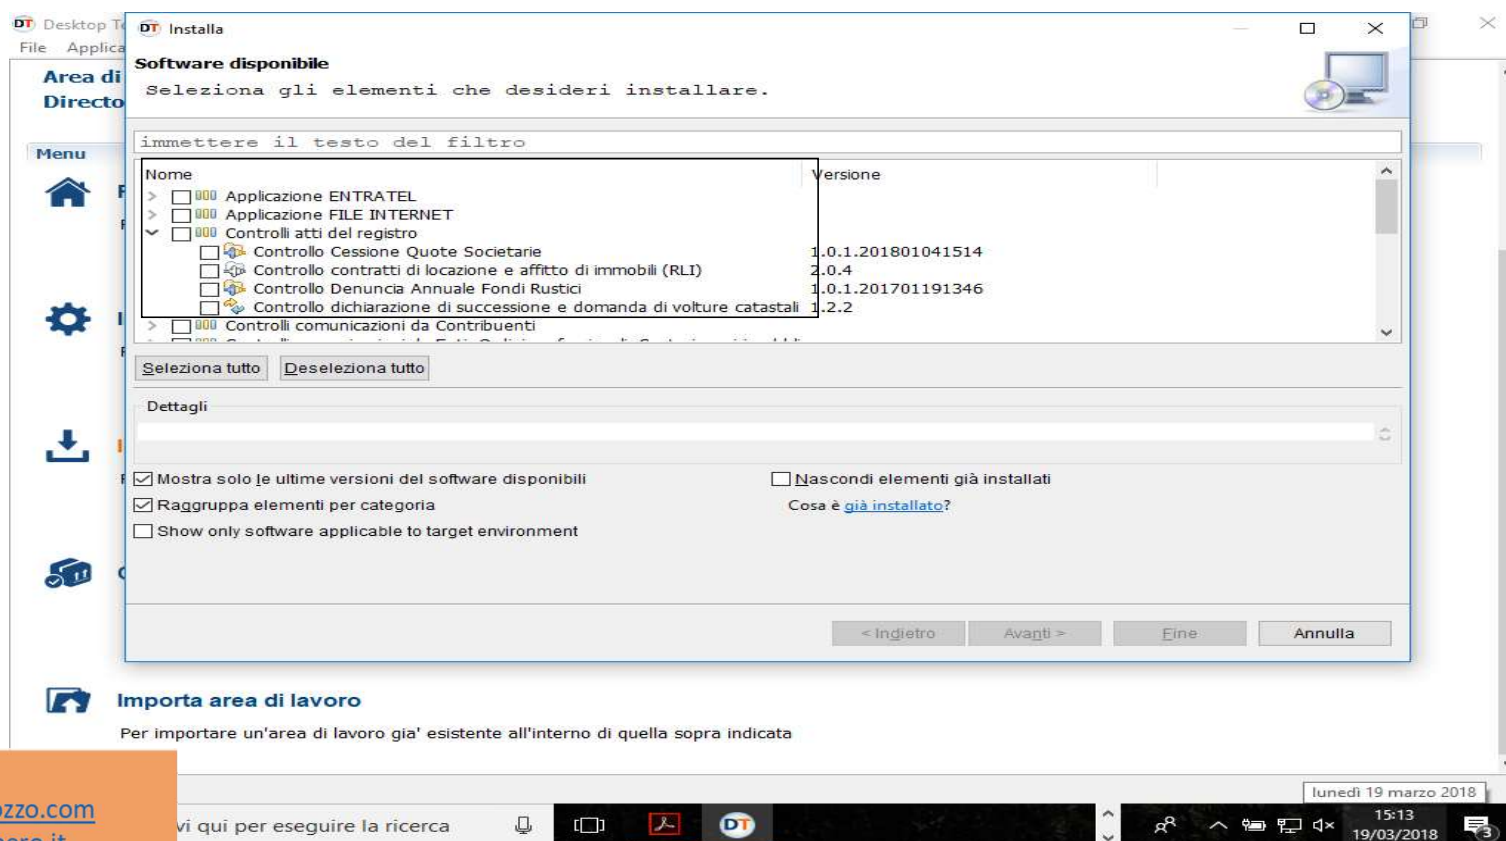 DT Desktop
DT Installa
File Applica
Software disponibile
Seleziona gli elementi che desideri installare.
Area di
Directo
immettere il testo del filtro
Menu
Nome Versione
Applicazione ENTRATEL
Applicazione FILE INTERNET
Controlli atti del registro
Controllo Cessione Quote Societarie 1.0.1.201801041514
Controllo contratti di locazione e affitto di immobili (RLI) 2.0.4
Controllo Denuncia Annuale Fondi Rustici 1.0.1.201701191346
Controllo dichiarazione di successione e domanda di volture catastali 1.2.2
Controlli comunicazioni da Contribuenti
Seleziona tutto Deseleziona tutto
Dettagli
Mostra solo le ultime versioni del software disponibili Nascondi elementi già installati
Raggruppa elementi per categoria Cosa è già installato?
Show only software applicable to target environment
< Indietro Avanti > Fine Annulla
Importa area di lavoro
Per importare un'area di lavoro gia' esistente all'interno di quella sopra indicata
lunedì 19 marzo 2018
ozzo.com
vi qui per eseguire la ricerca DT 15:13
19/03/2018 3